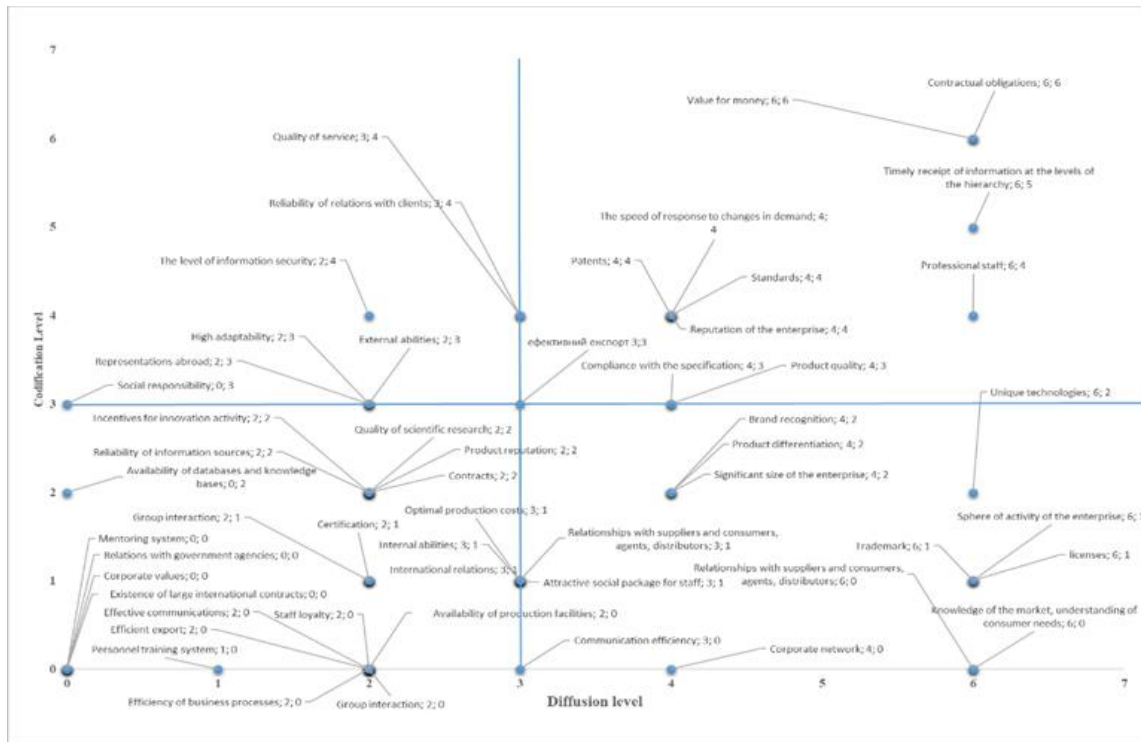 7
Contractual obligations; 6; 6
Value for money; 6; 6
6
Quality of service; 3; 4
Timely receipt of information at the levels of
the hierarchy; 6; 5
Reliability of relations with clients; 3; 4
The speed of response to changes in demand; 4;
4
5
The level of information security; 2; 4
Patents; 4; 4
Professional staff; 6; 4
Standards; 4; 4
4
High adaptability; 2; 3
External abilities; 2; 3
Reputation of the enterprise; 4; 4
ефективний експорт 3;3
Representations abroad; 2; 3
Compliance with the specification; 4; 3
Product quality; 4; 3
Social responsibility; 0; 3
Unique technologies; 6; 2
3
Incentives for innovation activity; 2; 2
Quality of scientific research; 2; 2
Brand recognition; 4; 2
Reliability of information sources; 2; 2
Product reputation; 2; 2
Product differentiation; 4; 2
Availability of databases and knowledge
bases; 0; 2
Contracts; 2; 2
Significant size of the enterprise; 4; 2
2
Optimal production costs; 3; 1
Group interaction; 2; 1
Certification; 2; 1
Sphere of activity of the enterprise; 6; 1
Mentoring system; 0; 0
Internal abilities; 3; 1
Relationships with suppliers and consumers,
agents, distributors; 3; 1
Trademark; 6; 1
licenses; 6; 1
Relations with government agencies; 0; 0
International relations; 3; 1
Relationships with suppliers and consumers,
agents, distributors; 6; 0
1
Corporate values; 0; 0
Attractive social package for staff; 3; 1
Existence of large international contracts; 0; 0
Effective communications; 2; 0
Staff loyalty; 2; 0
Availability of production facilities; 2; 0
Knowledge of the market, understanding of
consumer needs; 6; 0
Efficient export; 2; 0
Communication efficiency; 3; 0
Personnel training system; 1; 0
Corporate network; 4; 0
0
0 1 2 3 4 5 6 7
Efficiency of business processes; 2; 0
Group interaction; 2; 0
Diffusion level
Codification Level